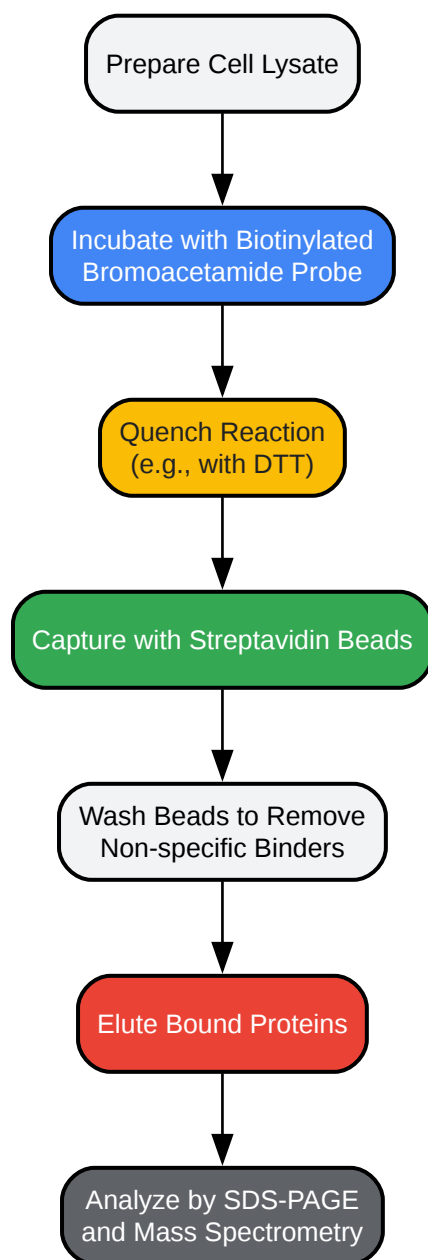 Prepare Cell Lysate
Incubate with Biotinylated
Bromoacetamide Probe
Quench Reaction
(e.g., with DTT)
Capture with Streptavidin Beads
Wash Beads to Remove
Non-specific Binders
Elute Bound Proteins
Analyze by SDS-PAGE
and Mass Spectrometry